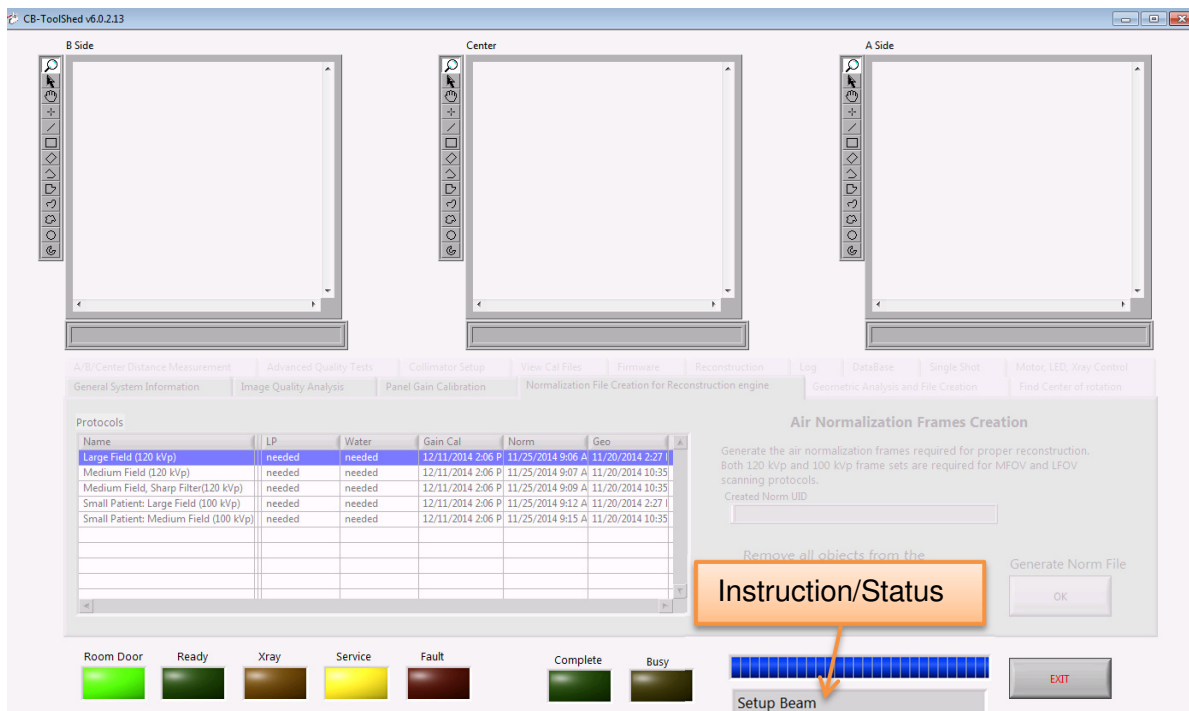 CB-ToolShed v6.0.2.13
B Side
Center
A Side
A/B/Center Distance Measurement Advanced Quality Tests Collimator Setup View Cal Files Firmware Reconstruction Log DataBase Single Shot Motor, LED, Xray Control
General System Information Image Quality Analysis Panel Gain Calibration Normalization File Creation for Reconstruction engine Geometric Analysis and File Creation Find Center of rotation
Protocols
Name LP Water Gain Cal Norm Geo
Large Field (120 kVp) needed needed 12/11/2014 2:06 P 11/25/2014 9:06 A 11/20/2014 2:27
Medium Field (120 kVp) needed needed 12/11/2014 2:06 P 11/25/2014 9:07 A 11/20/2014 10:35
Medium Field, Sharp Filter(120 kVp) needed needed 12/11/2014 2:06 P 11/25/2014 9:09 A 11/20/2014 10:35
Small Patient: Large Field (100 kVp) needed needed 12/11/2014 2:06 P 11/25/2014 9:12 A 11/20/2014 2:27
Small Patient: Medium Field (100 kVp) needed needed 12/11/2014 2:06 P 11/25/2014 9:15 A 11/20/2014 10:35
Air Normalization Frames Creation
Generate the air normalization frames required for proper reconstruction.
Both 120 kVp and 100 kVp frame sets are required for MFOV and LFOV
scanning protocols.
Created Norm UID
Remove all objects from the
Generate Norm File
OK
Instruction/Status
Room Door
Ready
Xray
Service
Fault
Complete
Busy
Setup Beam
EXIT